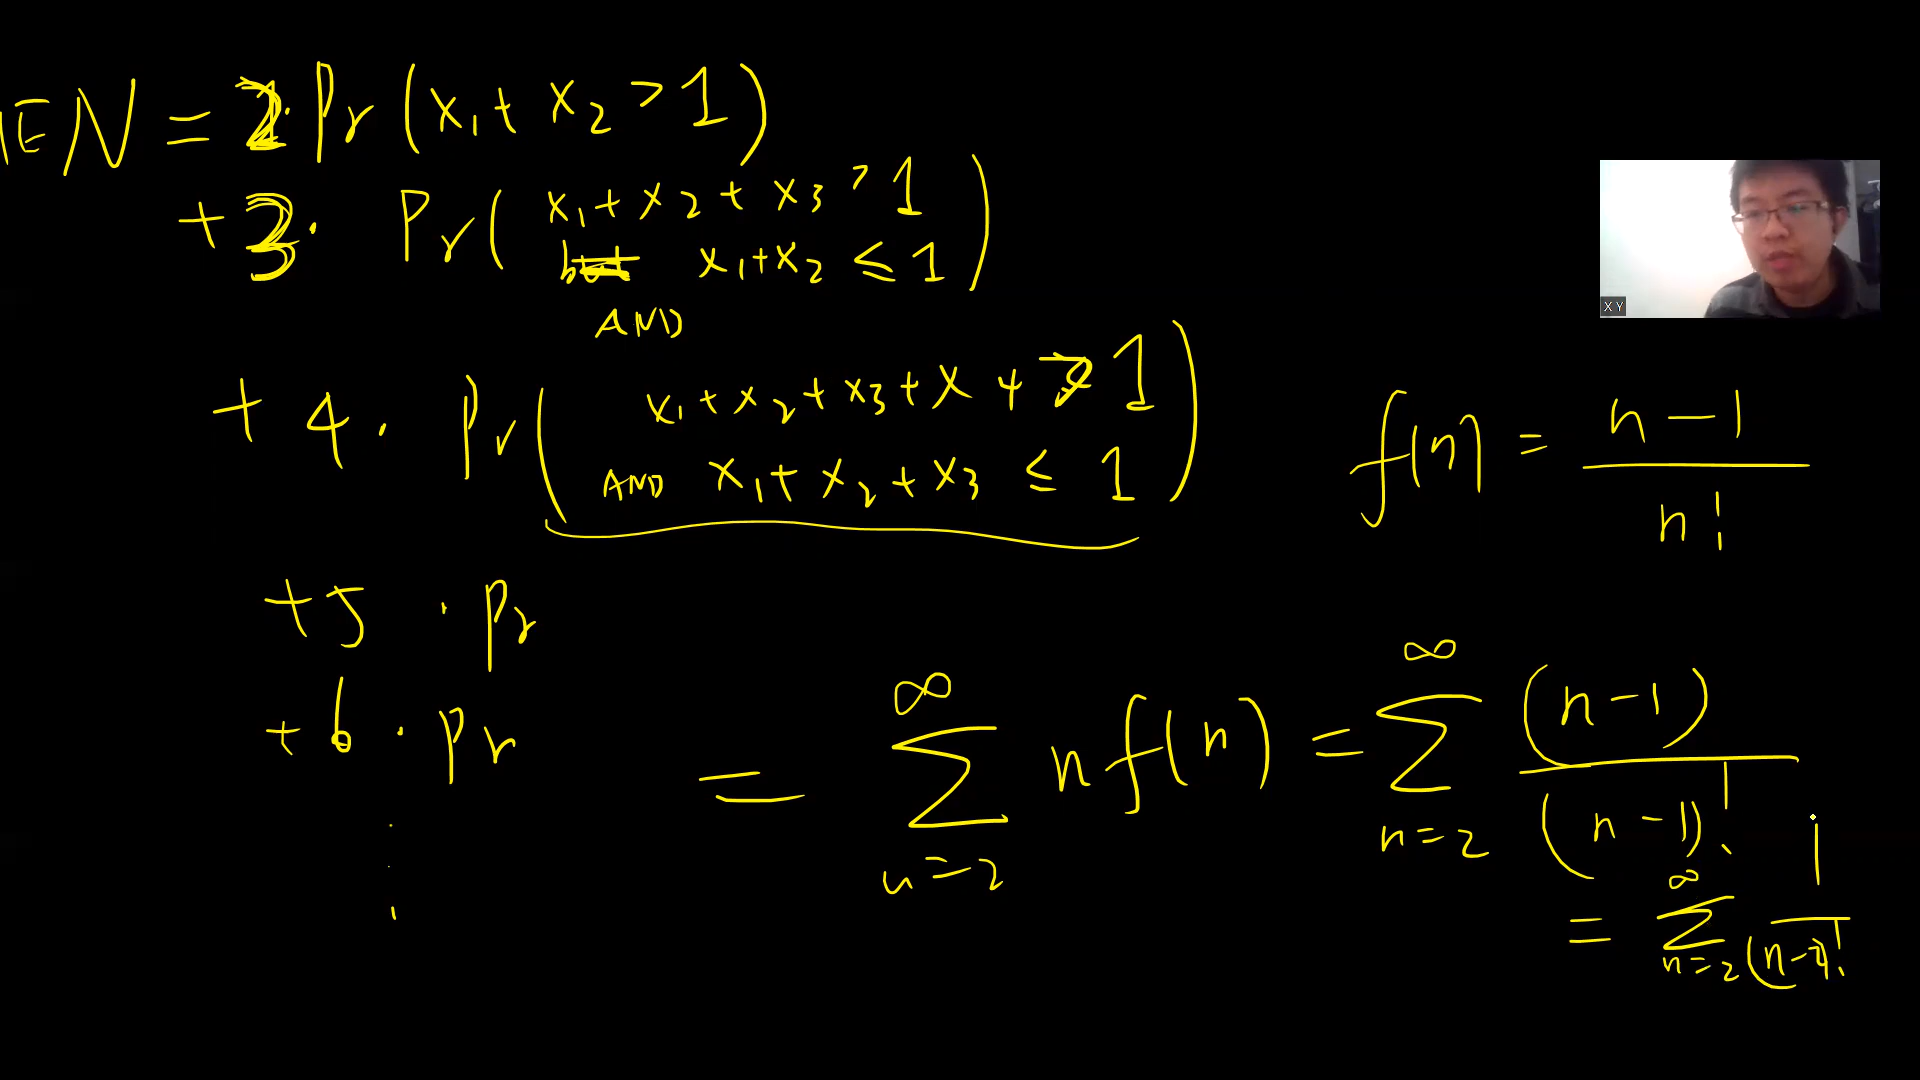 EN = 2·Pr(x₁+ x₂ > 1)
+3· Pr( x₁+ x₂+ x₃ > 1
x₁+x₂ ≤ 1)
AND
+ 4 · Pr( x₁+x₂+x₃+x₄ > 1
AND x₁+ x₂+x₃ ≤ 1)
+5 · Pr
+ 6 · Pr
⋮
f(n) = (n-1)/n!
= ∑_{n=2}^{∞} n f(n) = ∑_{n=2}^{∞} (n-1)/(n-1)!
= ∑_{n=2}^{∞} 1/(n-2)!
X Y